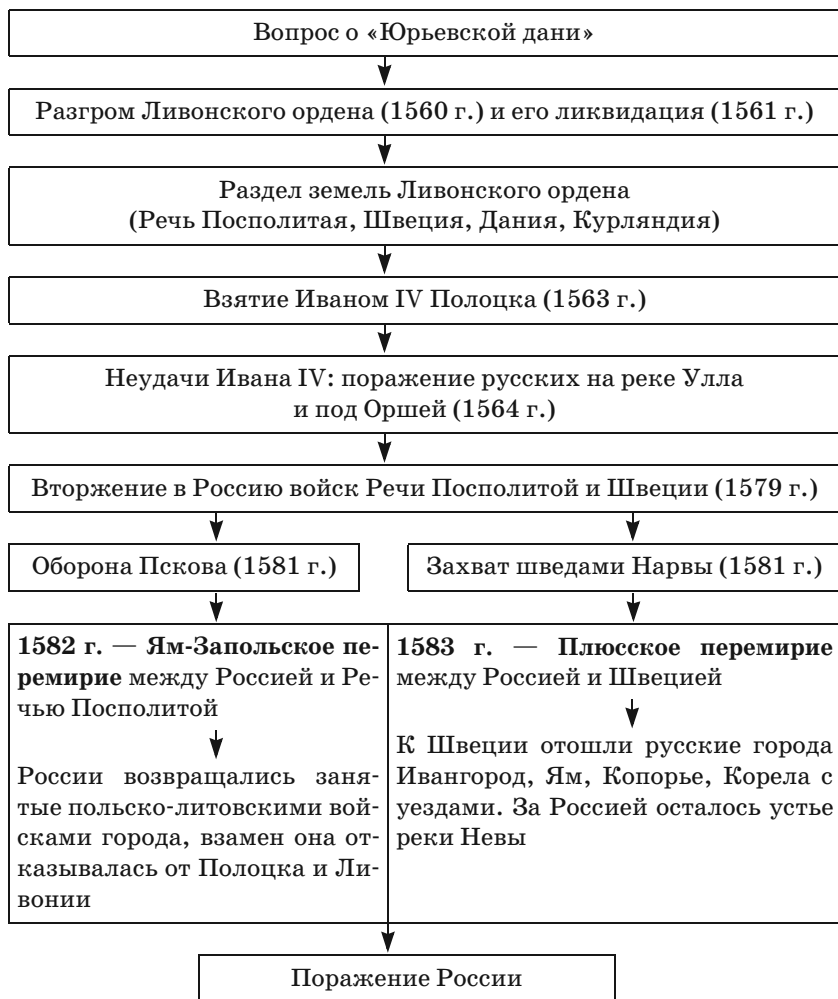 Вопрос о «Юрьевской дани»
Разгром Ливонского ордена (1560 г.) и его ликвидация (1561 г.)
Раздел земель Ливонского ордена
(Речь Посполитая, Швеция, Дания, Курляндия)
Взятие Иваном IV Полоцка (1563 г.)
Неудачи Ивана IV: поражение русских на реке Улла
и под Оршей (1564 г.)
Вторжение в Россию войск Речи Посполитой и Швеции (1579 г.)
Оборона Пскова (1581 г.)
Захват шведами Нарвы (1581 г.)
1582 г. — Ям-Запольское пе-
ремирие между Россией и Ре-
чью Посполитой
России возвращались заня-
тые польско-литовскими вой-
сками города, взамен она от-
казывалась от Полоцка и Ли-
вонии
1583 г. — Плюсское перемирие
между Россией и Швецией
К Швеции отошли русские города
Ивангород, Ям, Копорье, Корела с
уездами. За Россией осталось устье
реки Невы
Поражение России